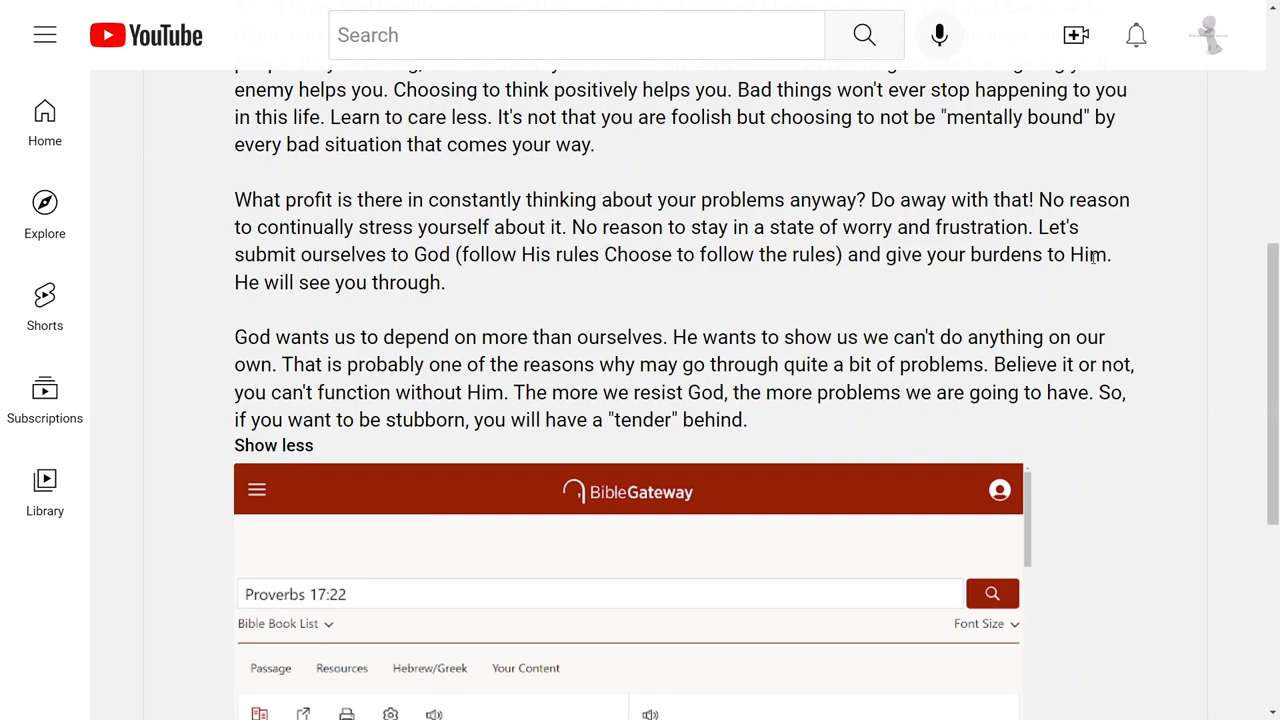 YouTube
Search
enemy helps you. Choosing to think positively helps you. Bad things won't ever stop happening to you
in this life. Learn to care less. It's not that you are foolish but choosing to not be "mentally bound" by
every bad situation that comes your way.
What profit is there in constantly thinking about your problems anyway? Do away with that! No reason
to continually stress yourself about it. No reason to stay in a state of worry and frustration. Let's
submit ourselves to God (follow His rules Choose to follow the rules) and give your burdens to Him.
He will see you through.
God wants us to depend on more than ourselves. He wants to show us we can't do anything on our
own. That is probably one of the reasons why may go through quite a bit of problems. Believe it or not,
you can't function without Him. The more we resist God, the more problems we are going to have. So,
if you want to be stubborn, you will have a "tender" behind.
Show less
Home
Explore
Shorts
Subscriptions
Library
BibleGateway
Proverbs 17:22
Bible Book List
Font Size
Passage
Resources
Hebrew/Greek
Your Content